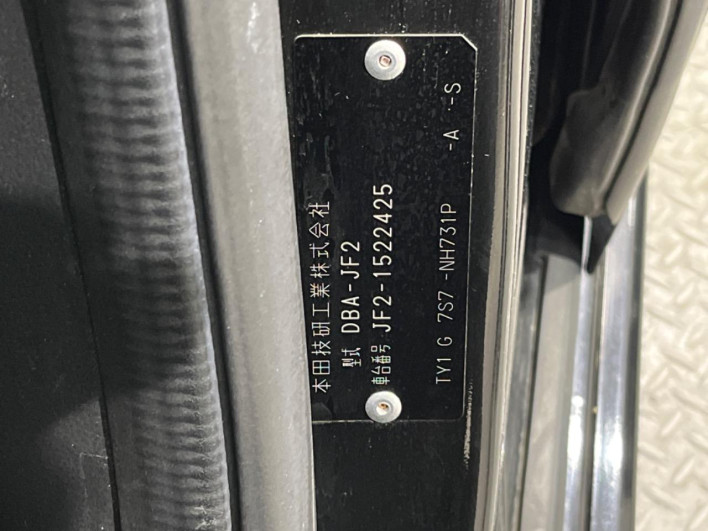 本田技研工業株式会社
型式 DBA-JF2
車台番号 JF2-1522425
TY1 G 7S7 -NH731P -A -S